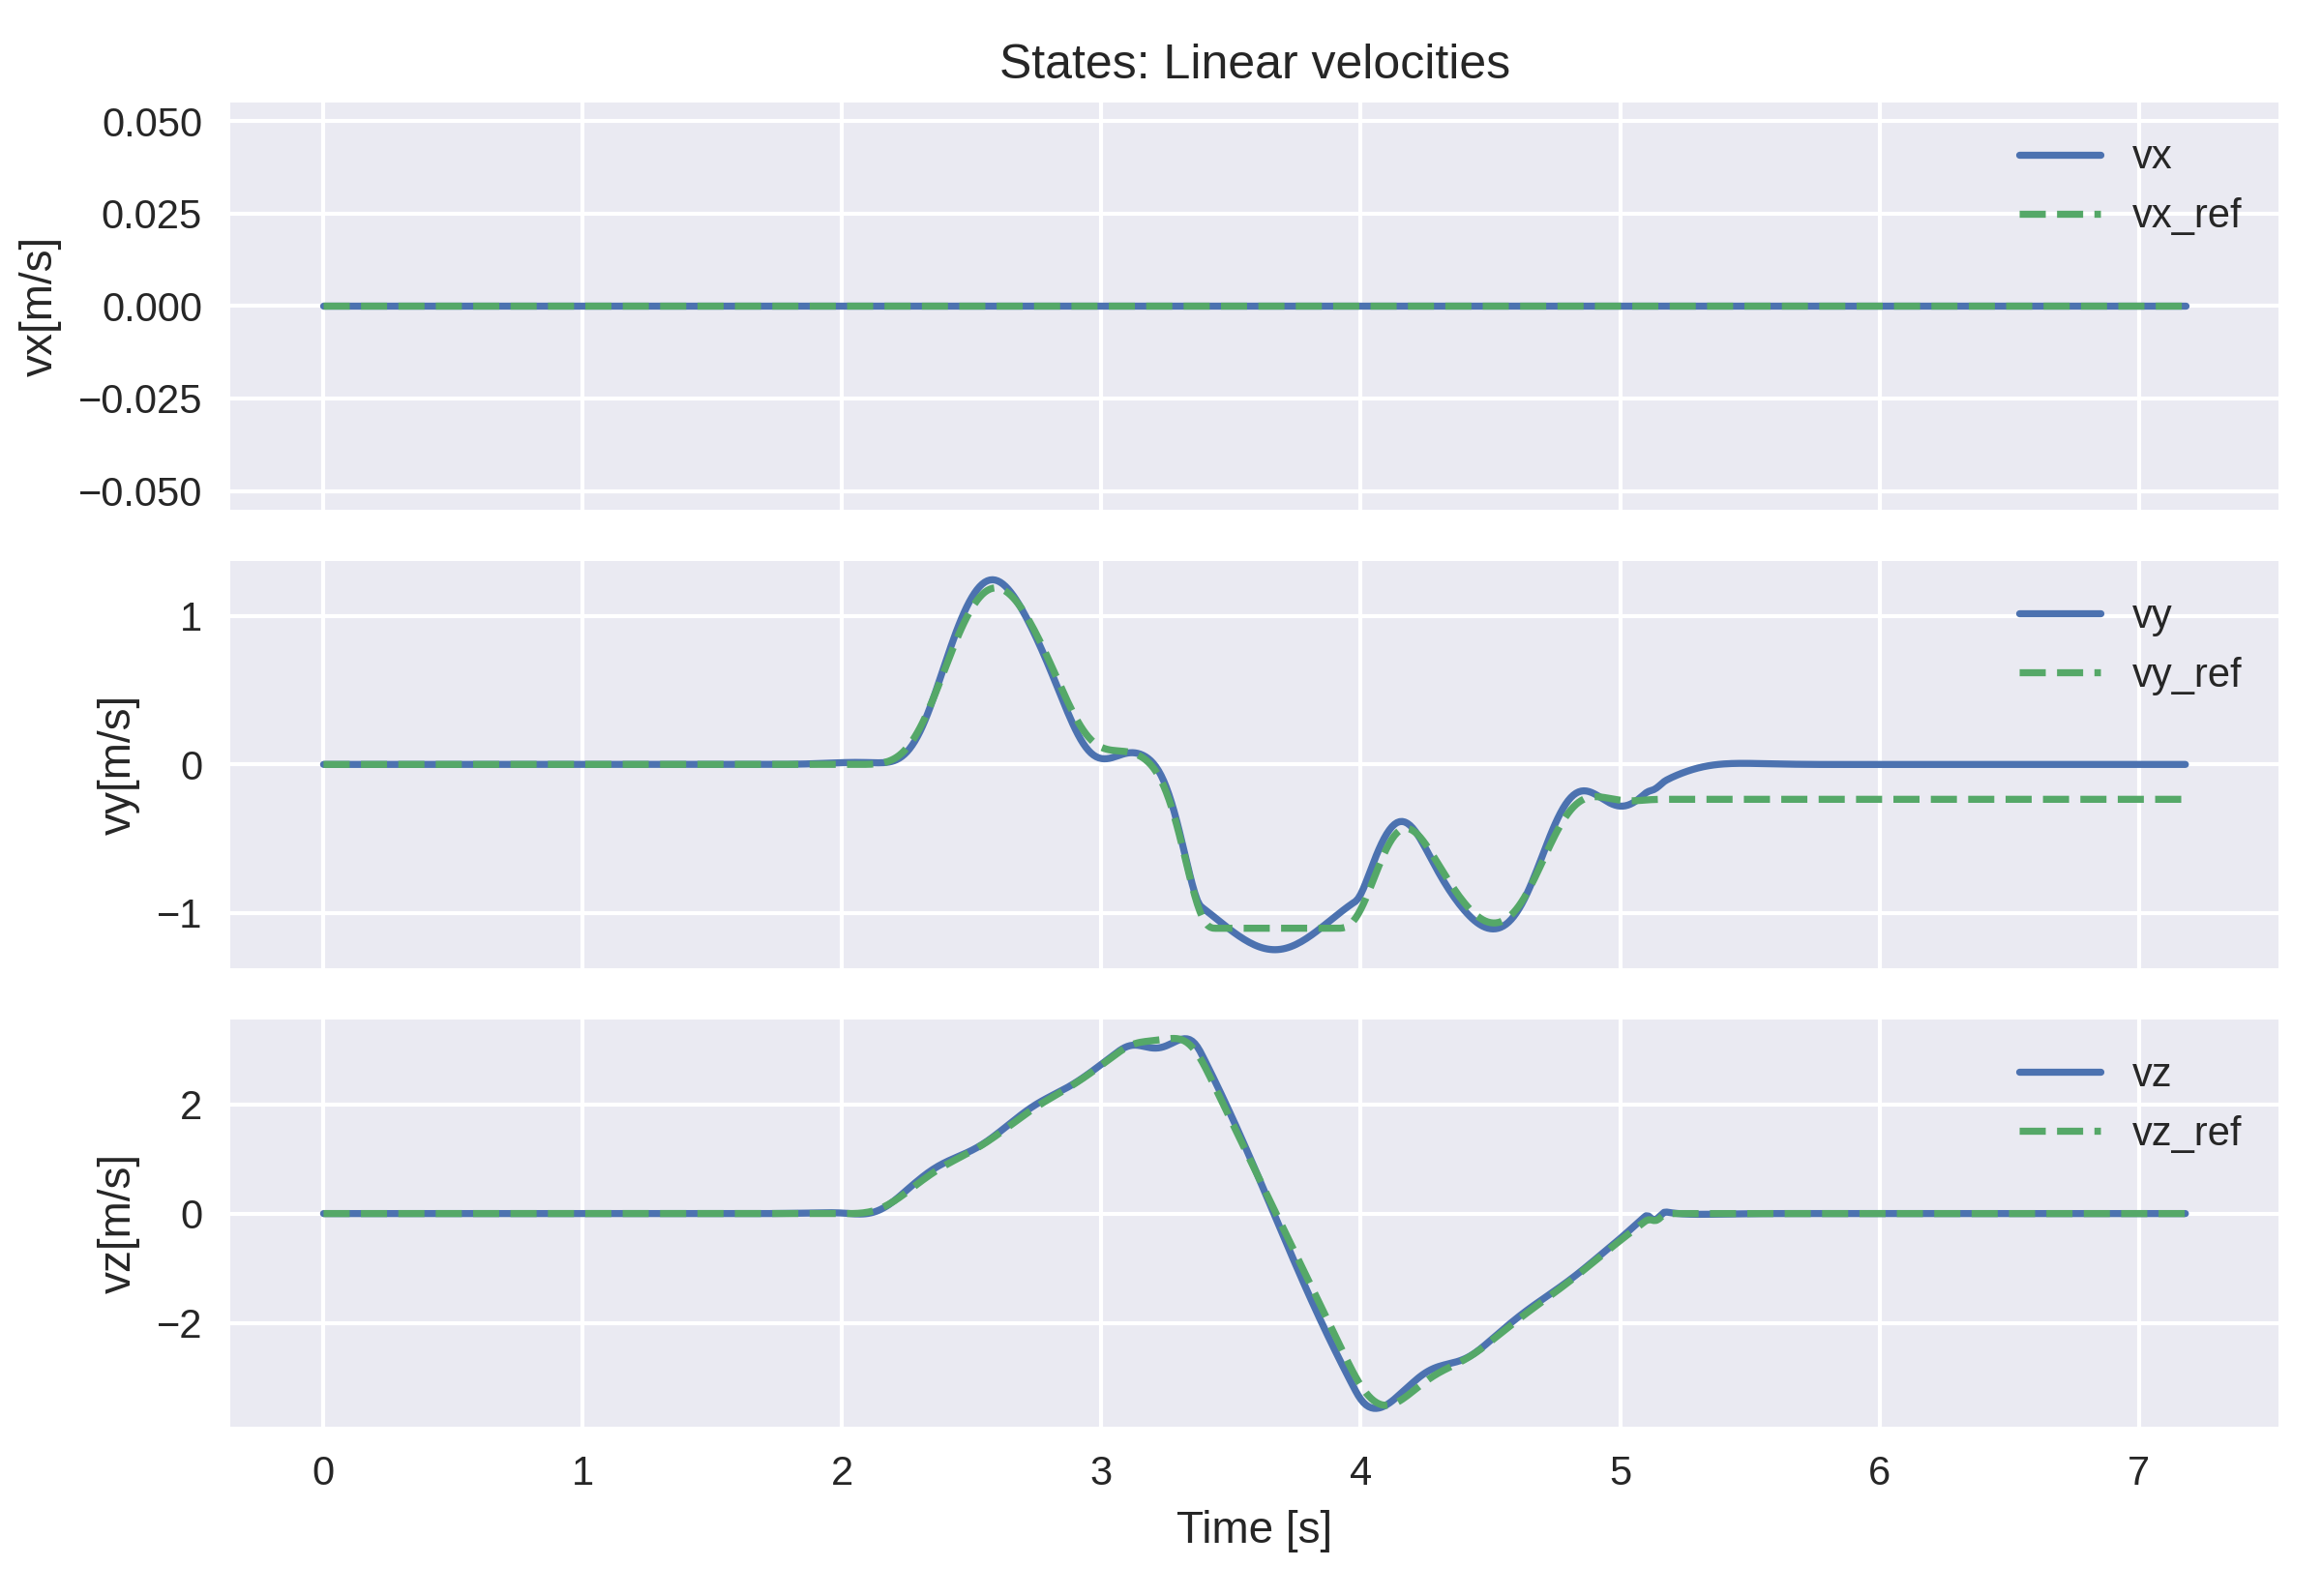 States: Linear velocities
0.050
0.025
0.000
−0.025
−0.050
vx[m/s]
vx
vx_ref
1
0
−1
vy[m/s]
vy
vy_ref
2
0
−2
vz[m/s]
vz
vz_ref
0 1 2 3 4 5 6 7
Time [s]